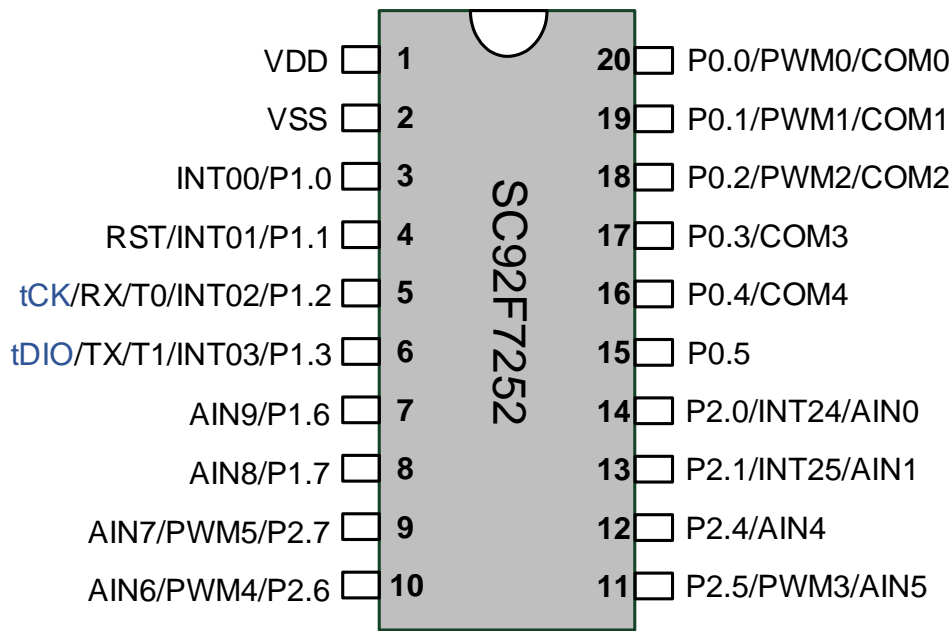 VDD 1 20 P0.0/PWM0/COM0
VSS 2 19 P0.1/PWM1/COM1
INT00/P1.0 3 18 P0.2/PWM2/COM2
RST/INT01/P1.1 4 17 P0.3/COM3
tCK/RX/T0/INT02/P1.2 5 16 P0.4/COM4
tDIO/TX/T1/INT03/P1.3 6 15 P0.5
AIN9/P1.6 7 14 P2.0/INT24/AIN0
AIN8/P1.7 8 13 P2.1/INT25/AIN1
AIN7/PWM5/P2.7 9 12 P2.4/AIN4
AIN6/PWM4/P2.6 10 11 P2.5/PWM3/AIN5
SC92F7252